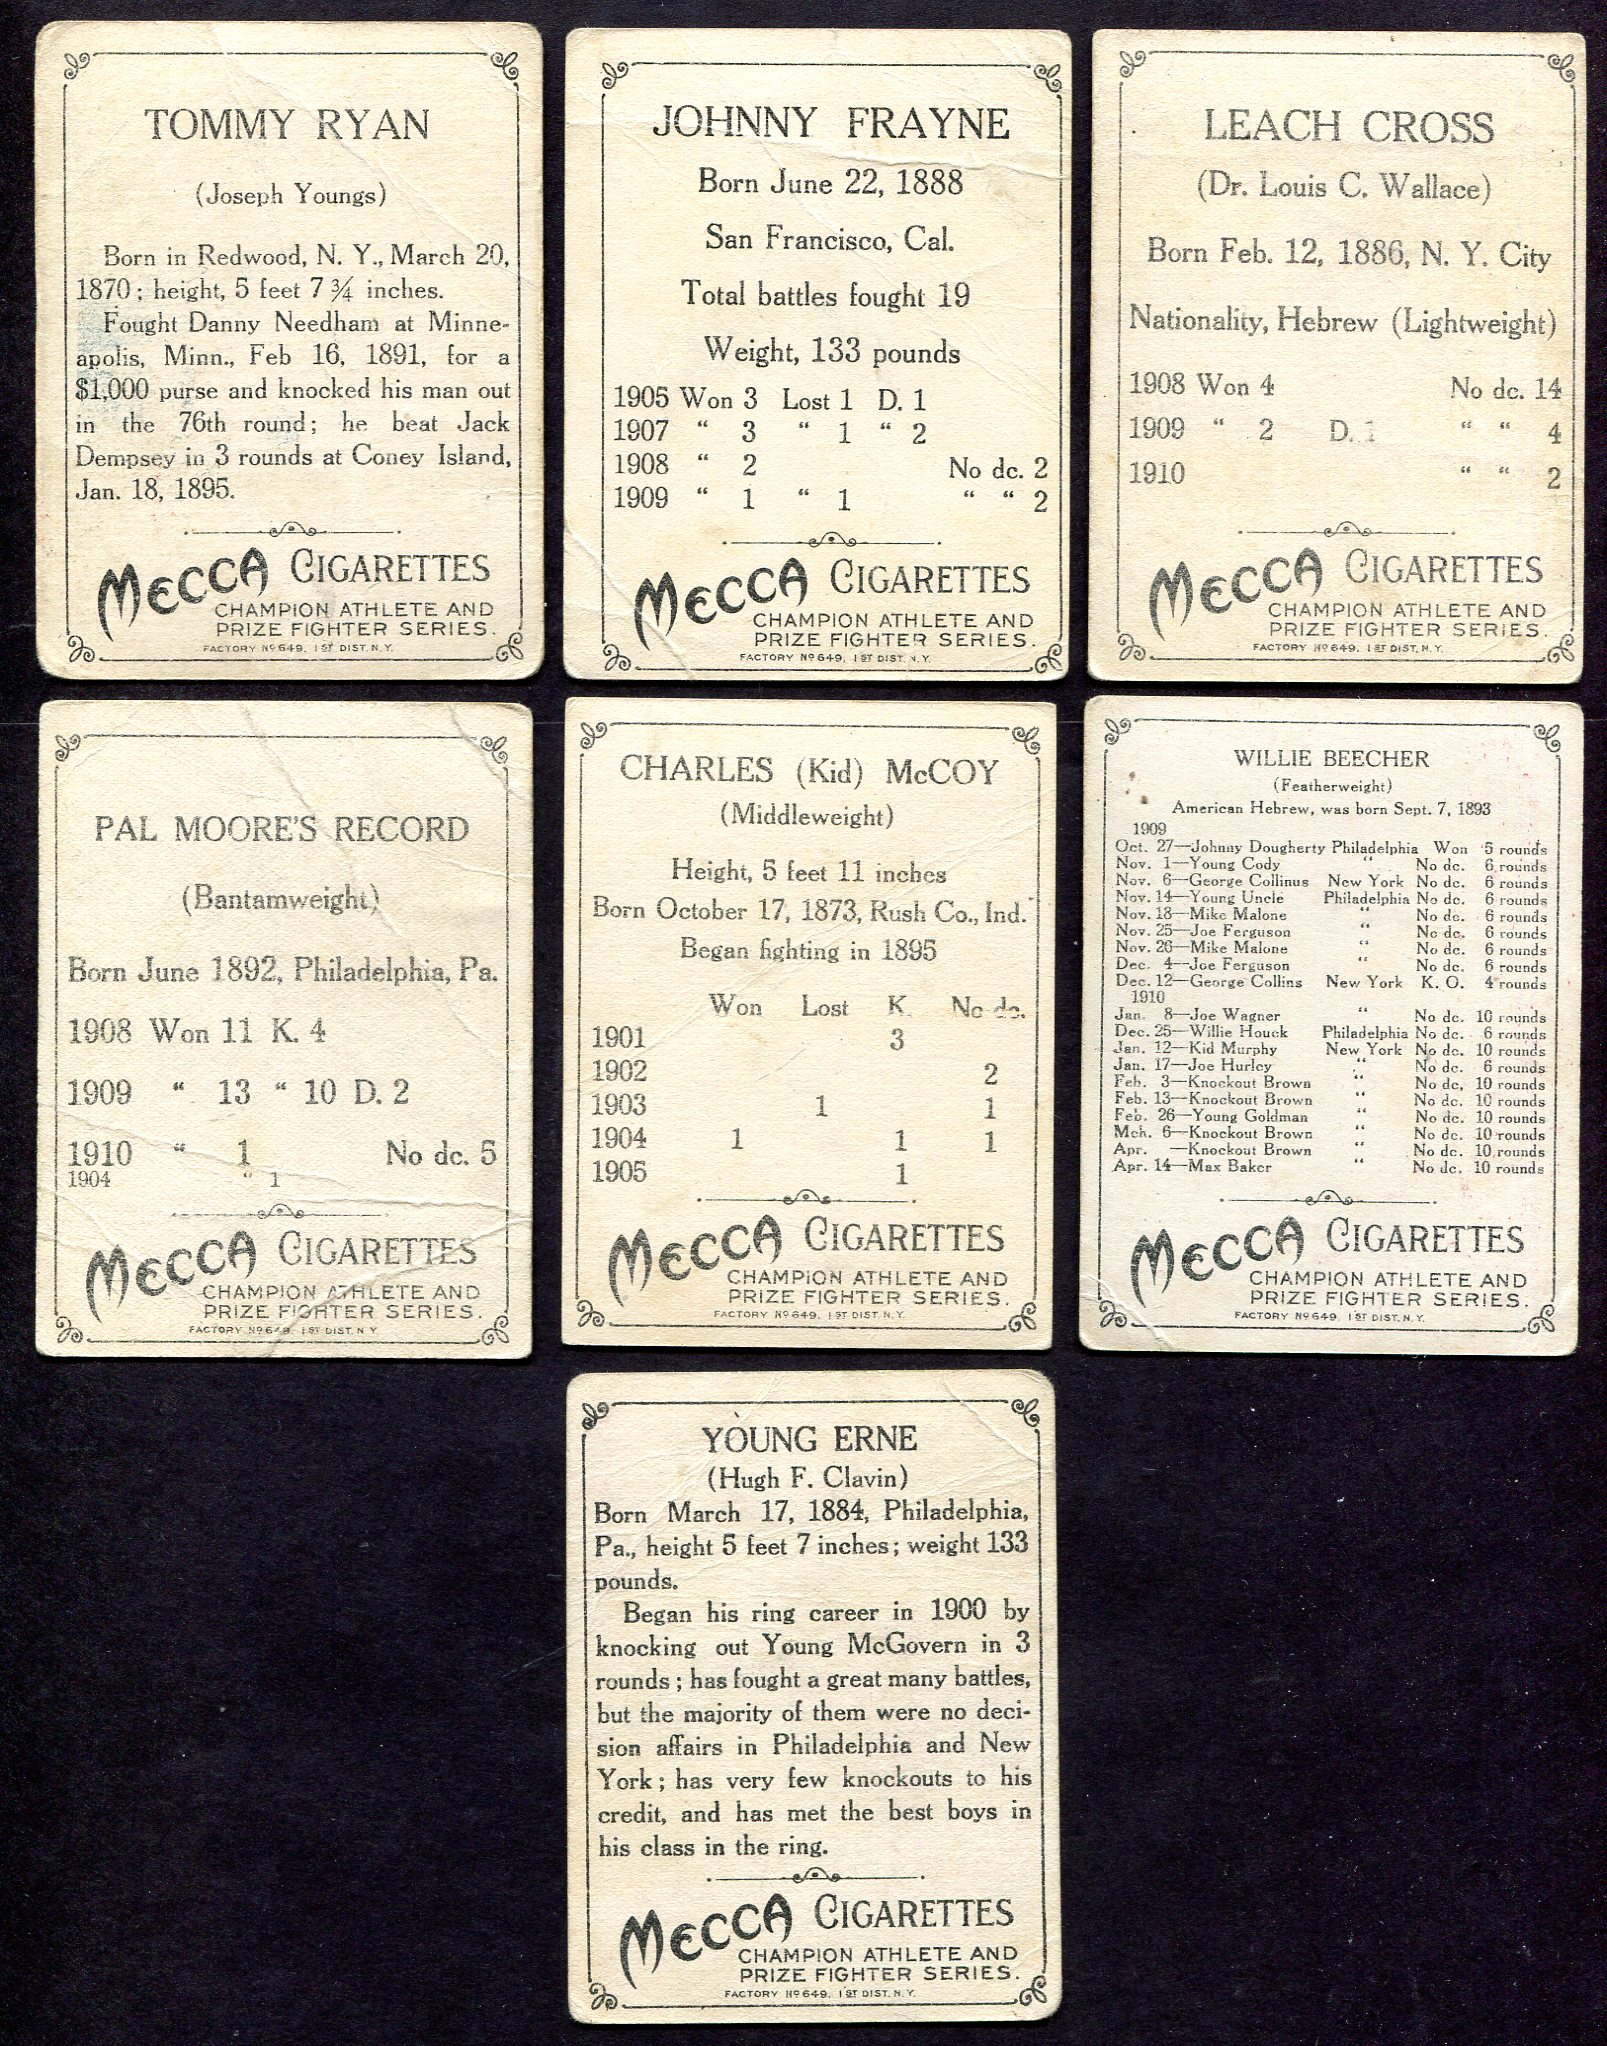 TOMMY RYAN
(Joseph Youngs)
Born in Redwood, N. Y., March 20,
1870; height, 5 feet 7 3/4 inches.
Fought Danny Needham at Minne-
apolis, Minn., Feb 16, 1891, for a
$1,000 purse and knocked his man out
in the 76th round; he beat Jack
Dempsey in 3 rounds at Coney Island,
Jan. 18, 1895.
MECCA CIGARETTES
CHAMPION ATHLETE AND
PRIZE FIGHTER SERIES.
FACTORY No 649, 1ST DIST. N.Y.
JOHNNY FRAYNE
Born June 22, 1888
San Francisco, Cal.
Total battles fought 19
Weight, 133 pounds
1905 Won 3 Lost 1 D. 1
1907 “ 3 “ 1 “ 2
1908 “ 2 No dc. 2
1909 “ 1 “ 1 “ “ 2
MECCA CIGARETTES
CHAMPION ATHLETE AND
PRIZE FIGHTER SERIES.
FACTORY No 649, 1ST DIST. N.Y.
LEACH CROSS
(Dr. Louis C. Wallace)
Born Feb. 12, 1886, N. Y. City
Nationality, Hebrew (Lightweight)
1908 Won 4 No dc. 14
1909 “ 2 D. 1 “ “ 4
1910 “ “ 2
MECCA CIGARETTES
CHAMPION ATHLETE AND
PRIZE FIGHTER SERIES.
FACTORY No 649, 1ST DIST. N.Y.
PAL MOORE'S RECORD
(Bantamweight)
Born June 1892, Philadelphia, Pa.
1908 Won 11 K. 4
1909 “ 13 “ 10 D. 2
1910 “ 1 No dc. 5
1904 “ 1
MECCA CIGARETTES
CHAMPION ATHLETE AND
PRIZE FIGHTER SERIES.
FACTORY No 649, 1ST DIST. N.Y
CHARLES (Kid) McCOY
(Middleweight)
Height, 5 feet 11 inches
Born October 17, 1873, Rush Co., Ind.
Began fighting in 1895
Won Lost K. No dc.
1901 3
1902 2
1903 1 1
1904 1 1 1
1905 1
MECCA CIGARETTES
CHAMPION ATHLETE AND
PRIZE FIGHTER SERIES.
FACTORY No 649, 1ST DIST. N.Y.
WILLIE BEECHER
(Featherweight)
American Hebrew, was born Sept. 7, 1893
1909
Oct. 27—Johnny Dougherty Philadelphia Won 5 rounds
Nov. 1—Young Cody “ No dc. 6 rounds
Nov. 6—George Collinus New York No dc. 6 rounds
Nov. 14—Young Uncle Philadelphia No dc. 6 rounds
Nov. 18—Mike Malone “ No dc. 6 rounds
Nov. 25—Joe Ferguson “ No dc. 6 rounds
Nov. 26—Mike Malone “ No dc. 6 rounds
Dec. 4—Joe Ferguson “ No dc. 6 rounds
Dec. 12—George Collins New York K. O. 4 rounds
1910
Jan. 8—Joe Wagner “ No dc. 10 rounds
Dec. 25—Willie Houck Philadelphia No dc. 6 rounds
Jan. 12—Kid Murphy New York No dc. 10 rounds
Jan. 17—Joe Hurley “ No dc. 6 rounds
Feb. 3—Knockout Brown “ No dc, 10 rounds
Feb. 13—Knockout Brown “ No dc. 10 rounds
Feb. 26—Young Goldman “ No dc. 10 rounds
Mch. 6—Knockout Brown “ No dc. 10 rounds
Apr. —Knockout Brown “ No dc. 10 rounds
Apr. 14—Max Baker “ No dc. 10 rounds
MECCA CIGARETTES
CHAMPION ATHLETE AND
PRIZE FIGHTER SERIES.
FACTORY No 649, 1ST DIST. N.Y.
YOUNG ERNE
(Hugh F. Clavin)
Born March 17, 1884, Philadelphia,
Pa., height 5 feet 7 inches; weight 133
pounds.
Began his ring career in 1900 by
knocking out Young McGovern in 3
rounds; has fought a great many battles,
but the majority of them were no deci-
sion affairs in Philadelphia and New
York; has very few knockouts to his
credit, and has met the best boys in
his class in the ring.
MECCA CIGARETTES
CHAMPION ATHLETE AND
PRIZE FIGHTER SERIES.
FACTORY No 649, 1ST DIST. N.Y.